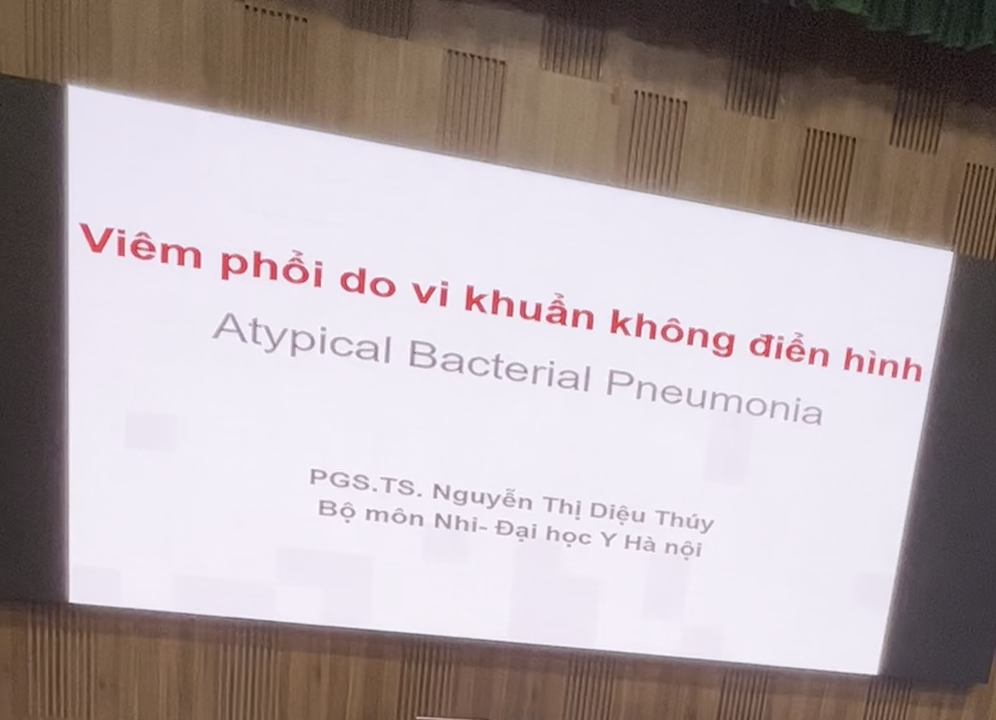 Viêm phổi do vi khuẩn không điển hình
Atypical Bacterial Pneumonia
PGS.TS. Nguyễn Thị Diệu Thúy
Bộ môn Nhi- Đại học Y Hà nội